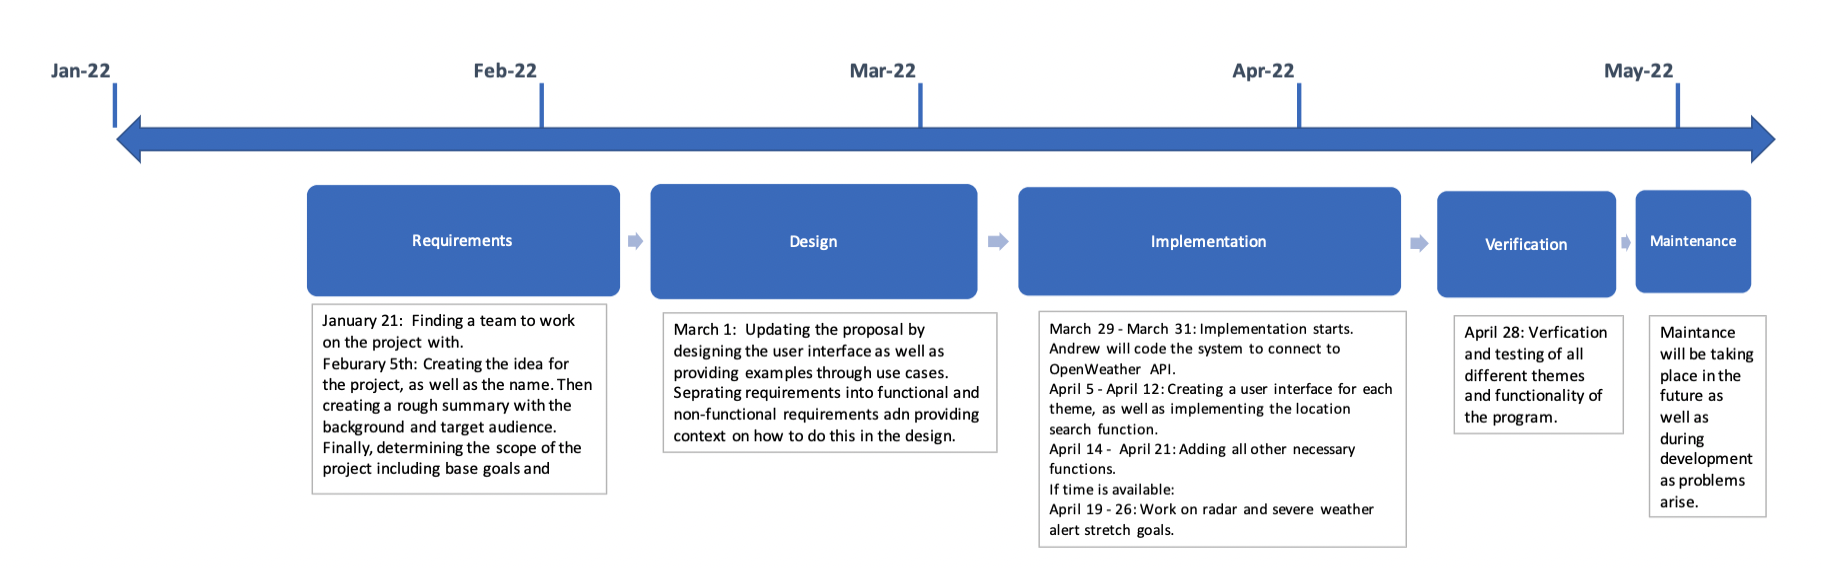 Jan-22
Feb-22
Mar-22
Apr-22
May-22
Requirements
Design
Implementation
Verification
Maintenance
January 21:  Finding a team to work
on the project with.
Feburary 5th: Creating the idea for
the project, as well as the name. Then
creating a rough summary with the
background and target audience.
Finally, determining the scope of the
project including base goals and
March 1:  Updating the proposal by
designing the user interface as well as
providing examples through use cases.
Seprating requirements into functional and
non-functional requirements adn providing
context on how to do this in the design.
March 29 - March 31: Implementation starts.
Andrew will code the system to connect to
OpenWeather API.
April 5 - April 12: Creating a user interface for each
theme, as well as implementing the location
search function.
April 14 - April 21: Adding all other necessary
functions.
If time is available:
April 19 - 26: Work on radar and severe weather
alert stretch goals.
April 28: Verfication
and testing of all
different themes
and functionality of
the program.
Maintance
will be taking
place in the
future as
well as
during
development
as problems
arise.